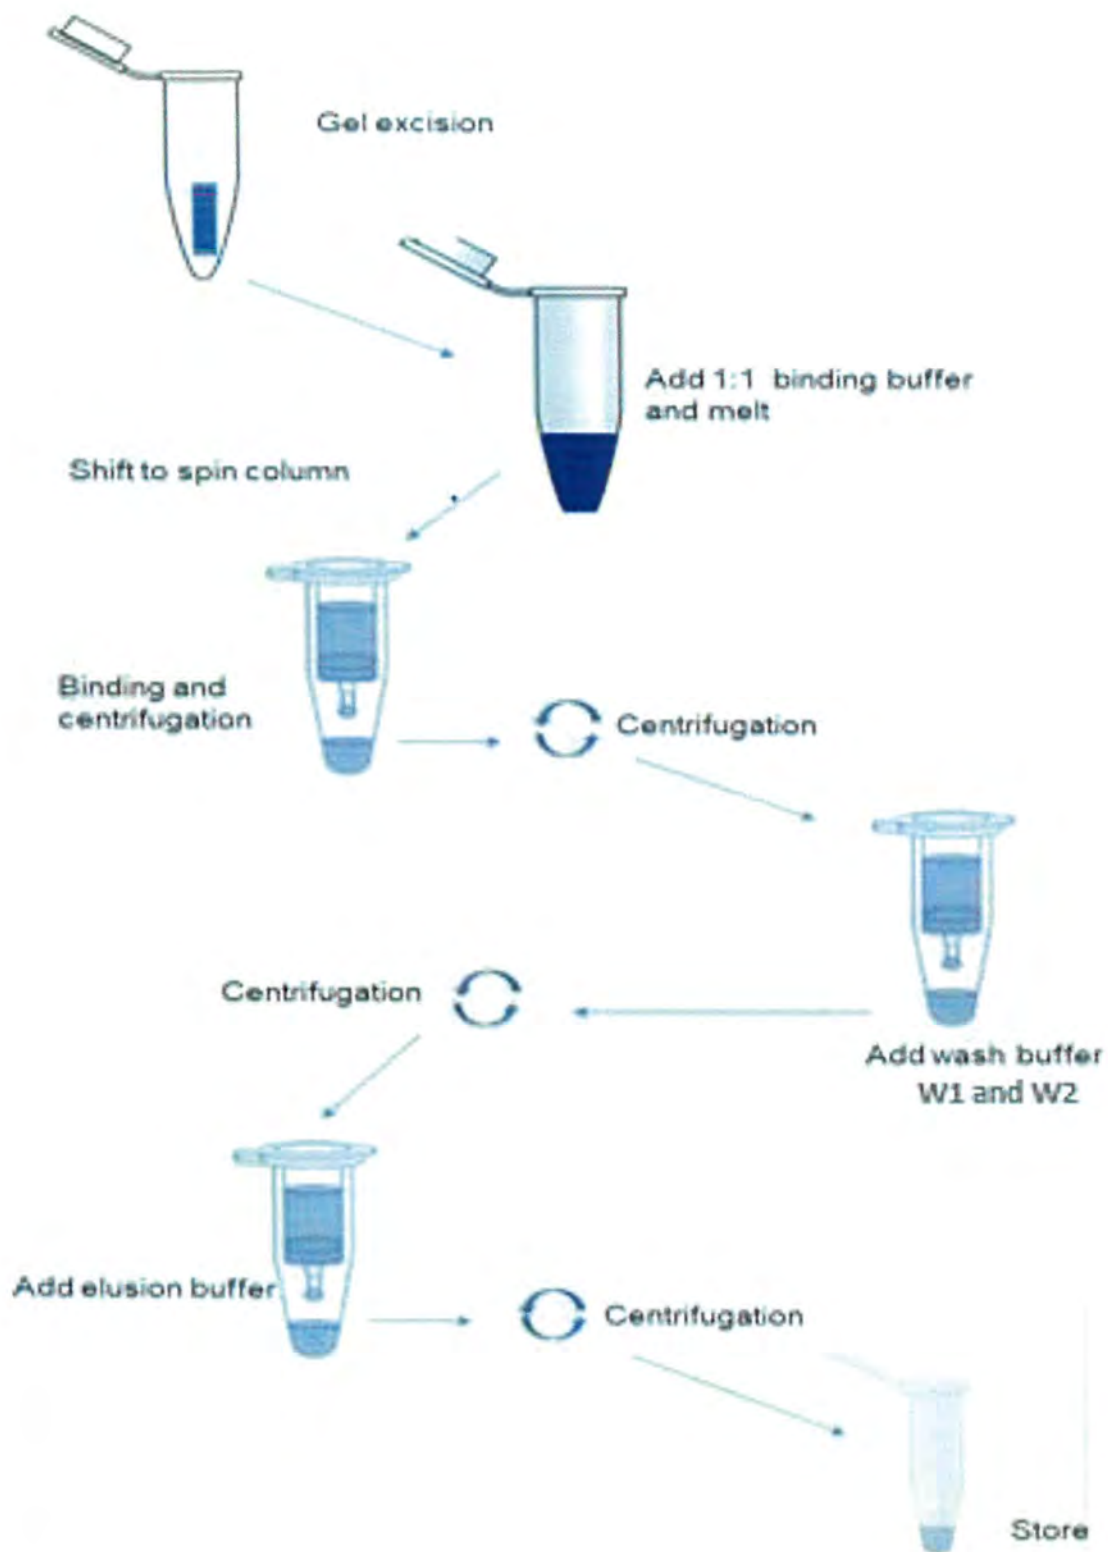 Gel excision
Add 1:1 binding buffer
and melt
Shift to spin column
Binding and
centrifugation
Centrifugation
Add wash buffer
W1 and W2
Centrifugation
Add elusion buffer
Centrifugation
Store